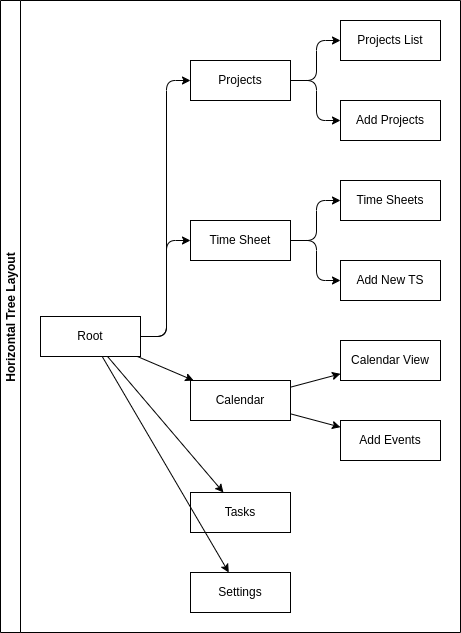 Horizontal Tree Layout
Root
Projects
Projects List
Add Projects
Time Sheet
Time Sheets
Add New TS
Calendar
Calendar View
Add Events
Tasks
Settings